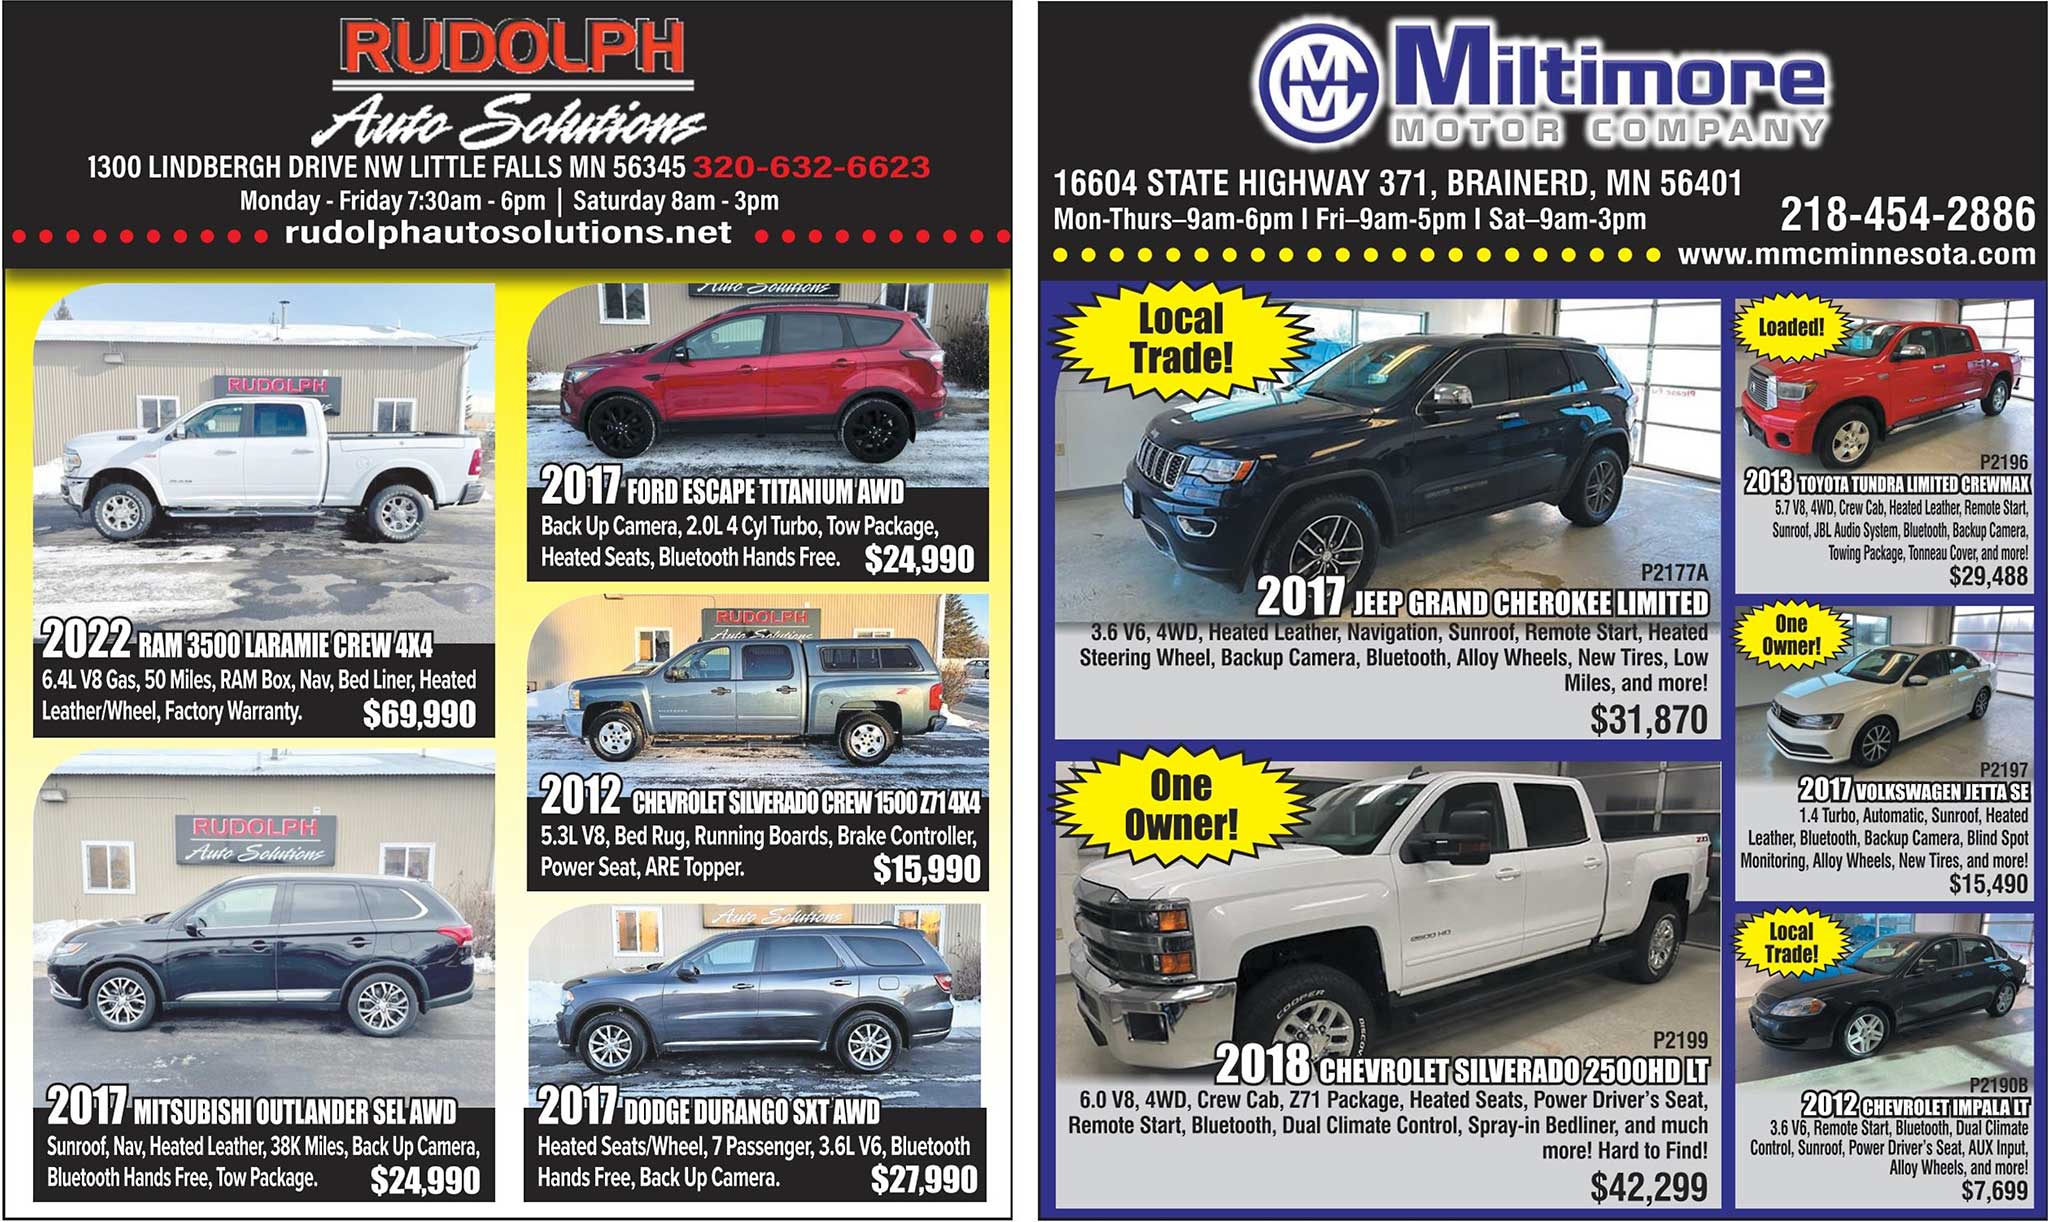 RUDOLPH
Auto Solutions
1300 LINDBERGH DRIVE NW LITTLE FALLS MN 56345 320-632-6623
Monday - Friday 7:30am - 6pm | Saturday 8am - 3pm
rudolphautosolutions.net
RUDOLPH
RAM
2022 RAM 3500 LARAMIE CREW 4X4
6.4L V8 Gas, 50 Miles, RAM Box, Nav, Bed Liner, Heated
Leather/Wheel, Factory Warranty. $69,990
Auto Solutions
2017 FORD ESCAPE TITANIUM AWD
Back Up Camera, 2.0L 4 Cyl Turbo, Tow Package,
Heated Seats, Bluetooth Hands Free. $24,990
RUDOLPH
Auto Solutions
2012 CHEVROLET SILVERADO CREW 1500 Z71 4X4
5.3L V8, Bed Rug, Running Boards, Brake Controller,
Power Seat, ARE Topper. $15,990
RUDOLPH
Auto Solutions
2017 MITSUBISHI OUTLANDER SEL AWD
Sunroof, Nav, Heated Leather, 38K Miles, Back Up Camera,
Bluetooth Hands Free, Tow Package. $24,990
Auto Solutions
2017 DODGE DURANGO SXT AWD
Heated Seats/Wheel, 7 Passenger, 3.6L V6, Bluetooth
Hands Free, Back Up Camera. $27,990
MMC Miltimore
MOTOR COMPANY
16604 STATE HIGHWAY 371, BRAINERD, MN 56401
Mon-Thurs–9am-6pm I Fri–9am-5pm I Sat–9am-3pm
218-454-2886
www.mmcminnesota.com
Local
Trade!
P2177A
2017 JEEP GRAND CHEROKEE LIMITED
3.6 V6, 4WD, Heated Leather, Navigation, Sunroof, Remote Start, Heated
Steering Wheel, Backup Camera, Bluetooth, Alloy Wheels, New Tires, Low
Miles, and more!
$31,870
One
Owner!
2500 HD
Z71
COOPER
DISCOVE
P2199
2018 CHEVROLET SILVERADO 2500HD LT
6.0 V8, 4WD, Crew Cab, Z71 Package, Heated Seats, Power Driver's Seat,
Remote Start, Bluetooth, Dual Climate Control, Spray-in Bedliner, and much
more! Hard to Find!
$42,299
Loaded!
P2196
2013 TOYOTA TUNDRA LIMITED CREWMAX
5.7 V8, 4WD, Crew Cab, Heated Leather, Remote Start,
Sunroof, JBL Audio System, Bluetooth, Backup Camera,
Towing Package, Tonneau Cover, and more!
$29,488
One
Owner!
P2197
2017 VOLKSWAGEN JETTA SE
1.4 Turbo, Automatic, Sunroof, Heated
Leather, Bluetooth, Backup Camera, Blind Spot
Monitoring, Alloy Wheels, New Tires, and more!
$15,490
Local
Trade!
P2190B
2012 CHEVROLET IMPALA LT
3.6 V6, Remote Start, Bluetooth, Dual Climate
Control, Sunroof, Power Driver's Seat, AUX Input,
Alloy Wheels, and more!
$7,699